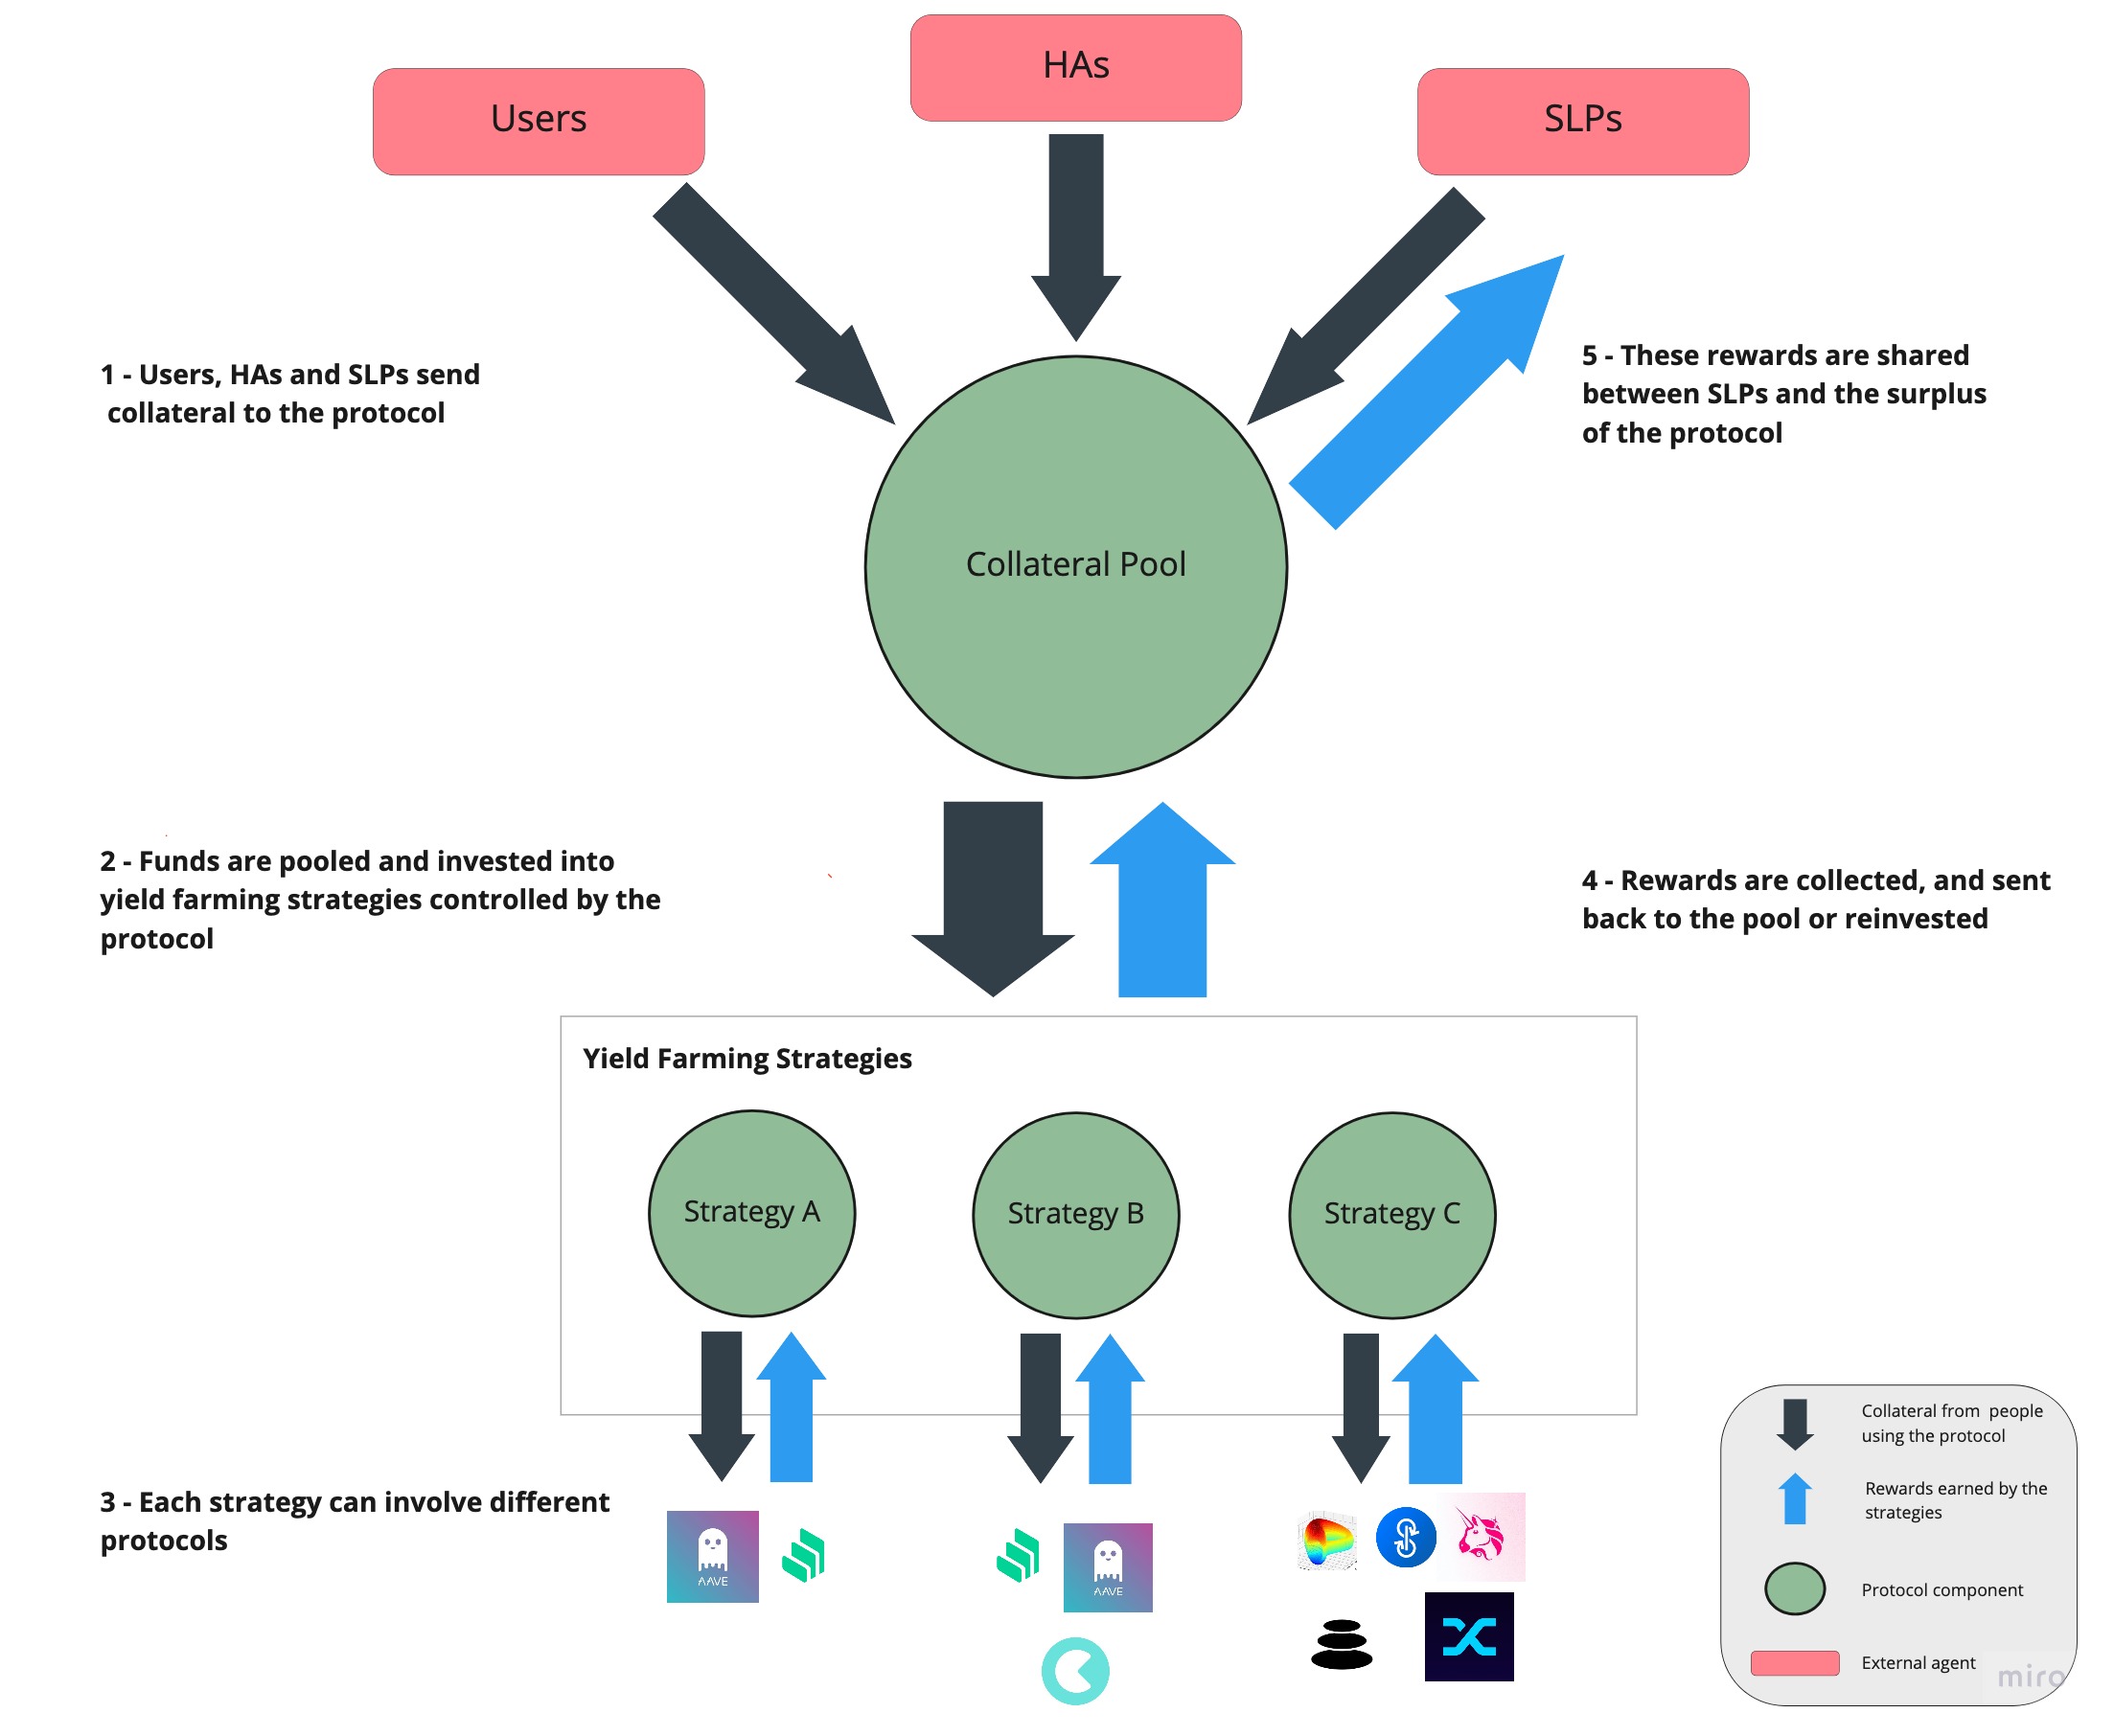 HAs
Users
SLPs
1 - Users, HAs and SLPs send
collateral to the protocol
5 - These rewards are shared
between SLPs and the surplus
of the protocol
Collateral Pool
2 - Funds are pooled and invested into
yield farming strategies controlled by the
protocol
4 - Rewards are collected, and sent
back to the pool or reinvested
Yield Farming Strategies
Strategy A
Strategy B
Strategy C
3 - Each strategy can involve different
protocols
AAVE
AAVE
Collateral from people
using the protocol
Rewards earned by the
strategies
Protocol component
External agent
miro